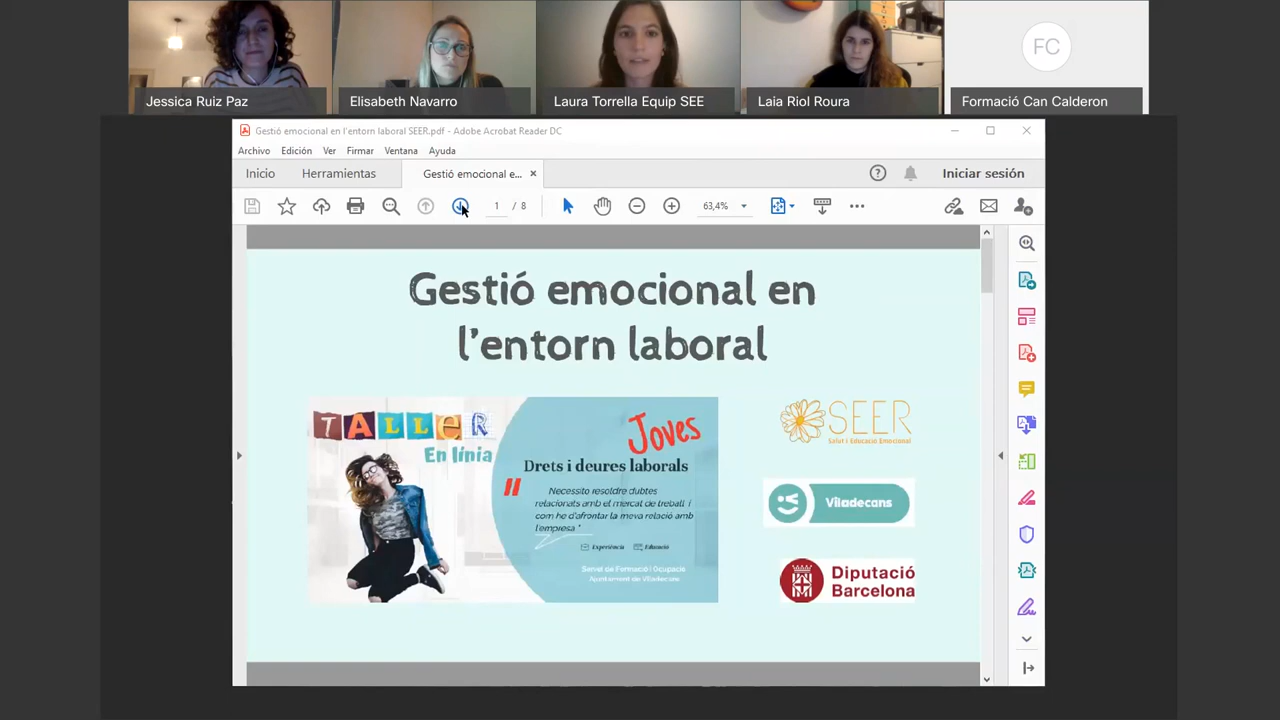 FC
Jessica Ruiz Paz
Elisabeth Navarro
Laura Torrella Equip SEE
Laia Riol Roura
Formació Can Calderon
Gestió emocional en l'entorn laboral SEER.pdf - Adobe Acrobat Reader DC
Archivo Edición Ver Firmar Ventana Ayuda
Inicio Herramientas Gestió emocional e... Iniciar sesión
1 / 8 63,4%
Gestió emocional en
l'entorn laboral
TALLER
En línia
Joves
Drets i deures laborals
" Necessito resoldre dubtes
relacionats amb el mercat de treball i
com he d'afrontar la meva relació amb
l'empresa "
Experiència Educació
Servei de Formació i Ocupació
Ajuntament de Viladecans
SEER
Salut i Educació Emocional
Viladecans
Diputació
Barcelona